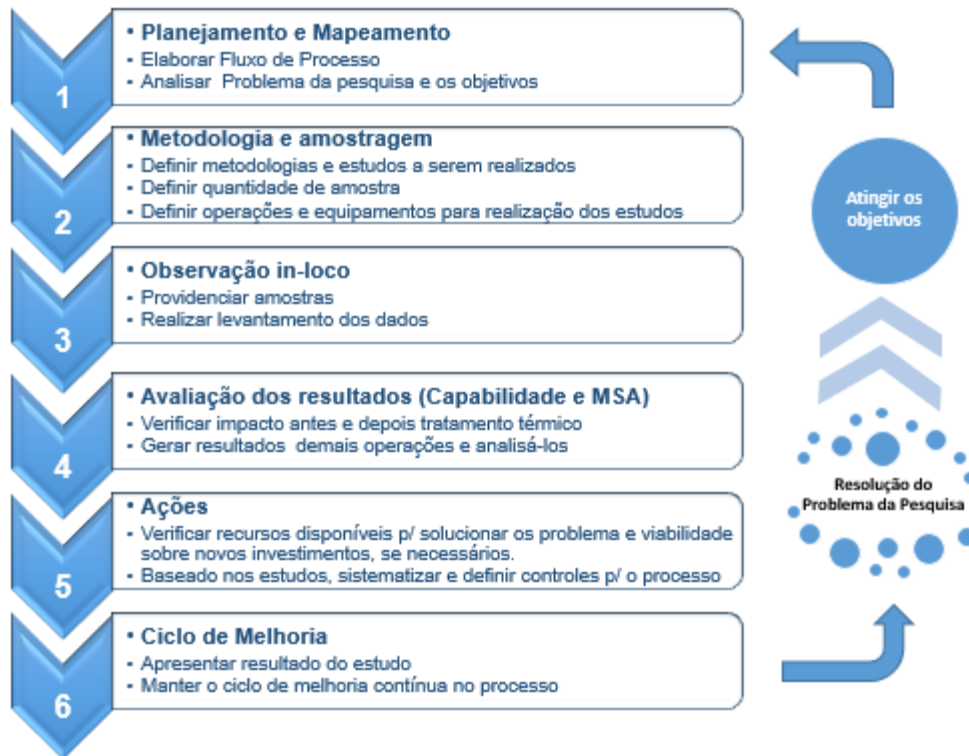 1
• Planejamento e Mapeamento
- Elaborar Fluxo de Processo
- Analisar Problema da pesquisa e os objetivos
2
• Metodologia e amostragem
- Definir metodologias e estudos a serem realizados
- Definir quantidade de amostra
- Definir operações e equipamentos para realização dos estudos
3
• Observação in-loco
- Providenciar amostras
- Realizar levantamento dos dados
4
• Avaliação dos resultados (Capabilidade e MSA)
- Verificar impacto antes e depois tratamento térmico
- Gerar resultados demais operações e analisá-los
5
• Ações
- Verificar recursos disponíveis p/ solucionar os problema e viabilidade
sobre novos investimentos, se necessários.
- Baseado nos estudos, sistematizar e definir controles p/ o processo
6
• Ciclo de Melhoria
- Apresentar resultado do estudo
- Manter o ciclo de melhoria contínua no processo
Atingir os
objetivos
Resolução do
Problema da Pesquisa